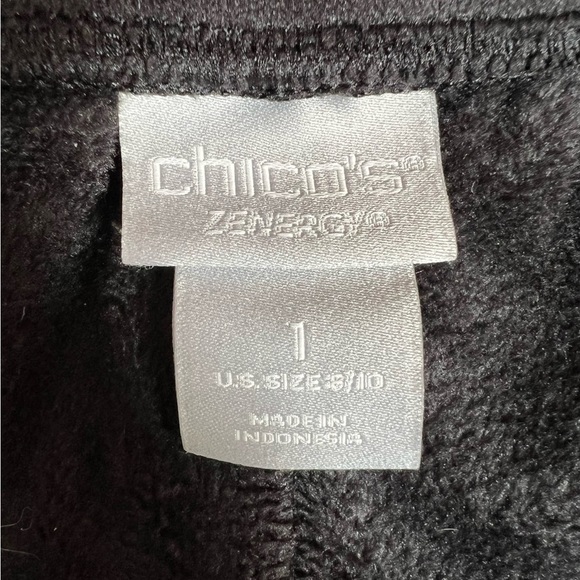 chico's®
ZENERGY®
1
U.S. SIZE 8/10
MADE IN
INDONESIA